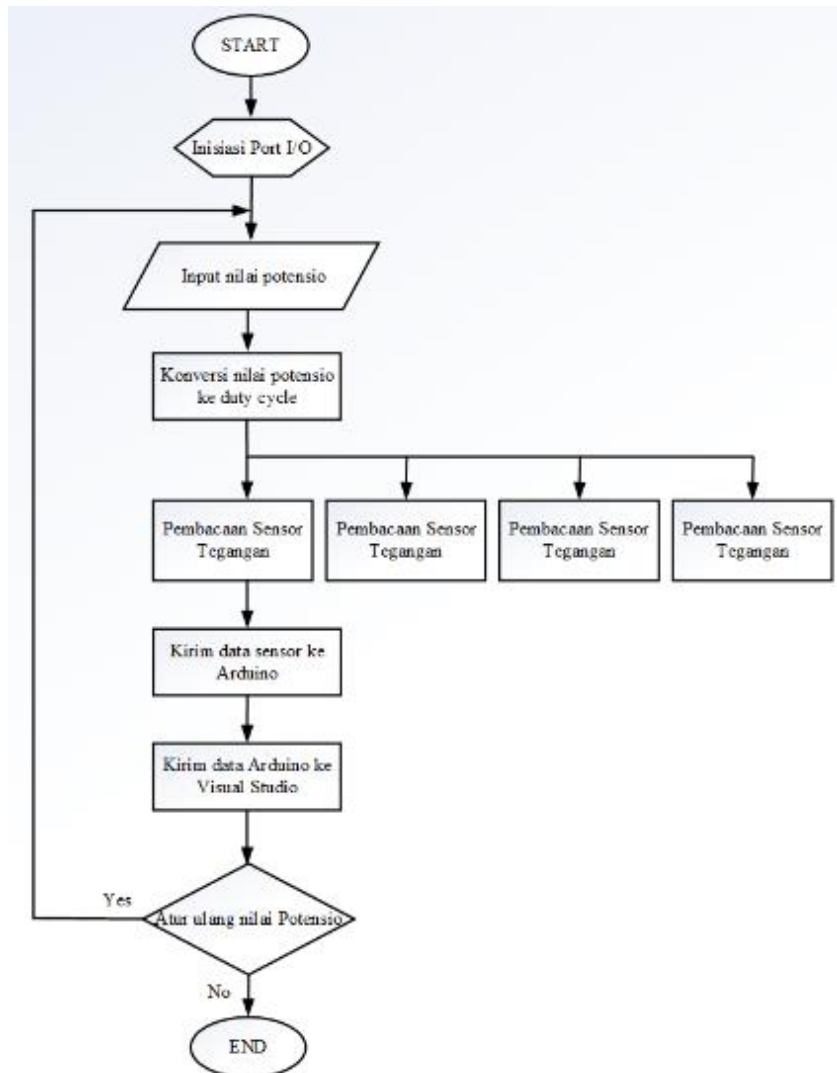 START
Inisiasi Port I/O
Input nilai potensio
Konversi nilai potensio
ke duty cycle
Pembacaan Sensor
Tegangan
Pembacaan Sensor
Tegangan
Pembacaan Sensor
Tegangan
Pembacaan Sensor
Tegangan
Kirim data sensor ke
Arduino
Kirim data Arduino ke
Visual Studio
Yes
Atur ulang nilai Potensio
No
END